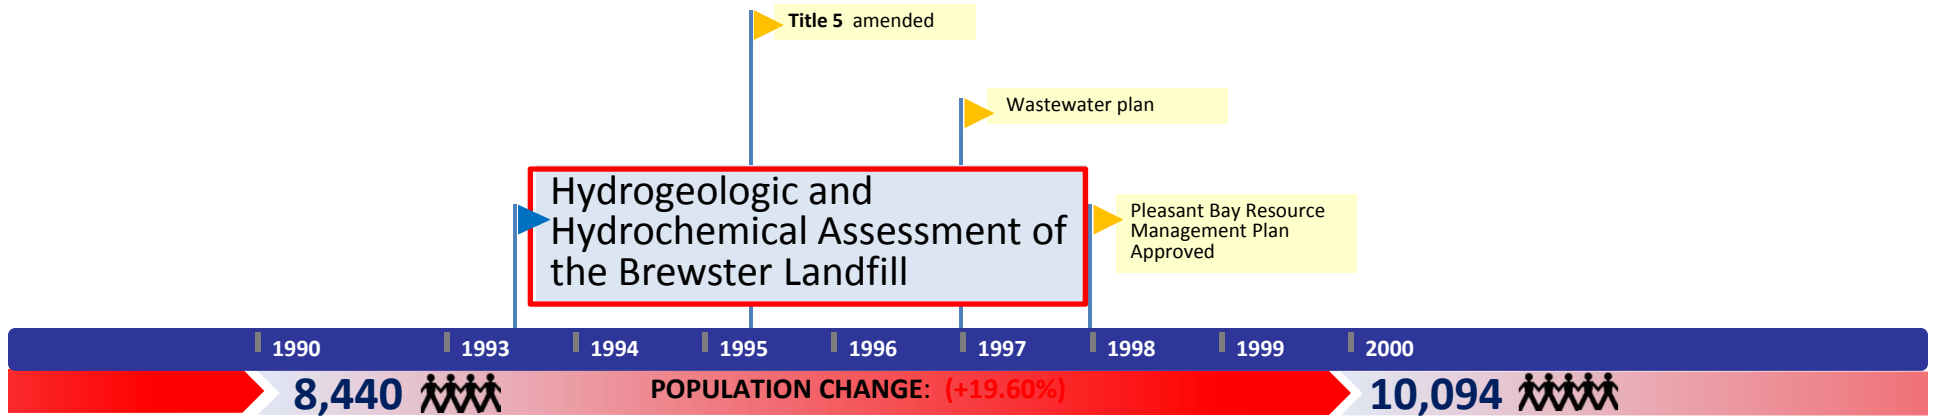 Title 5 amended
Wastewater plan
Hydrogeologic and
Hydrochemical Assessment of
the Brewster Landfill
Pleasant Bay Resource
Management Plan
Approved
1990 1993 1994 1995 1996 1997 1998 1999 2000
8,440 POPULATION CHANGE: (+19.60%) 10,094